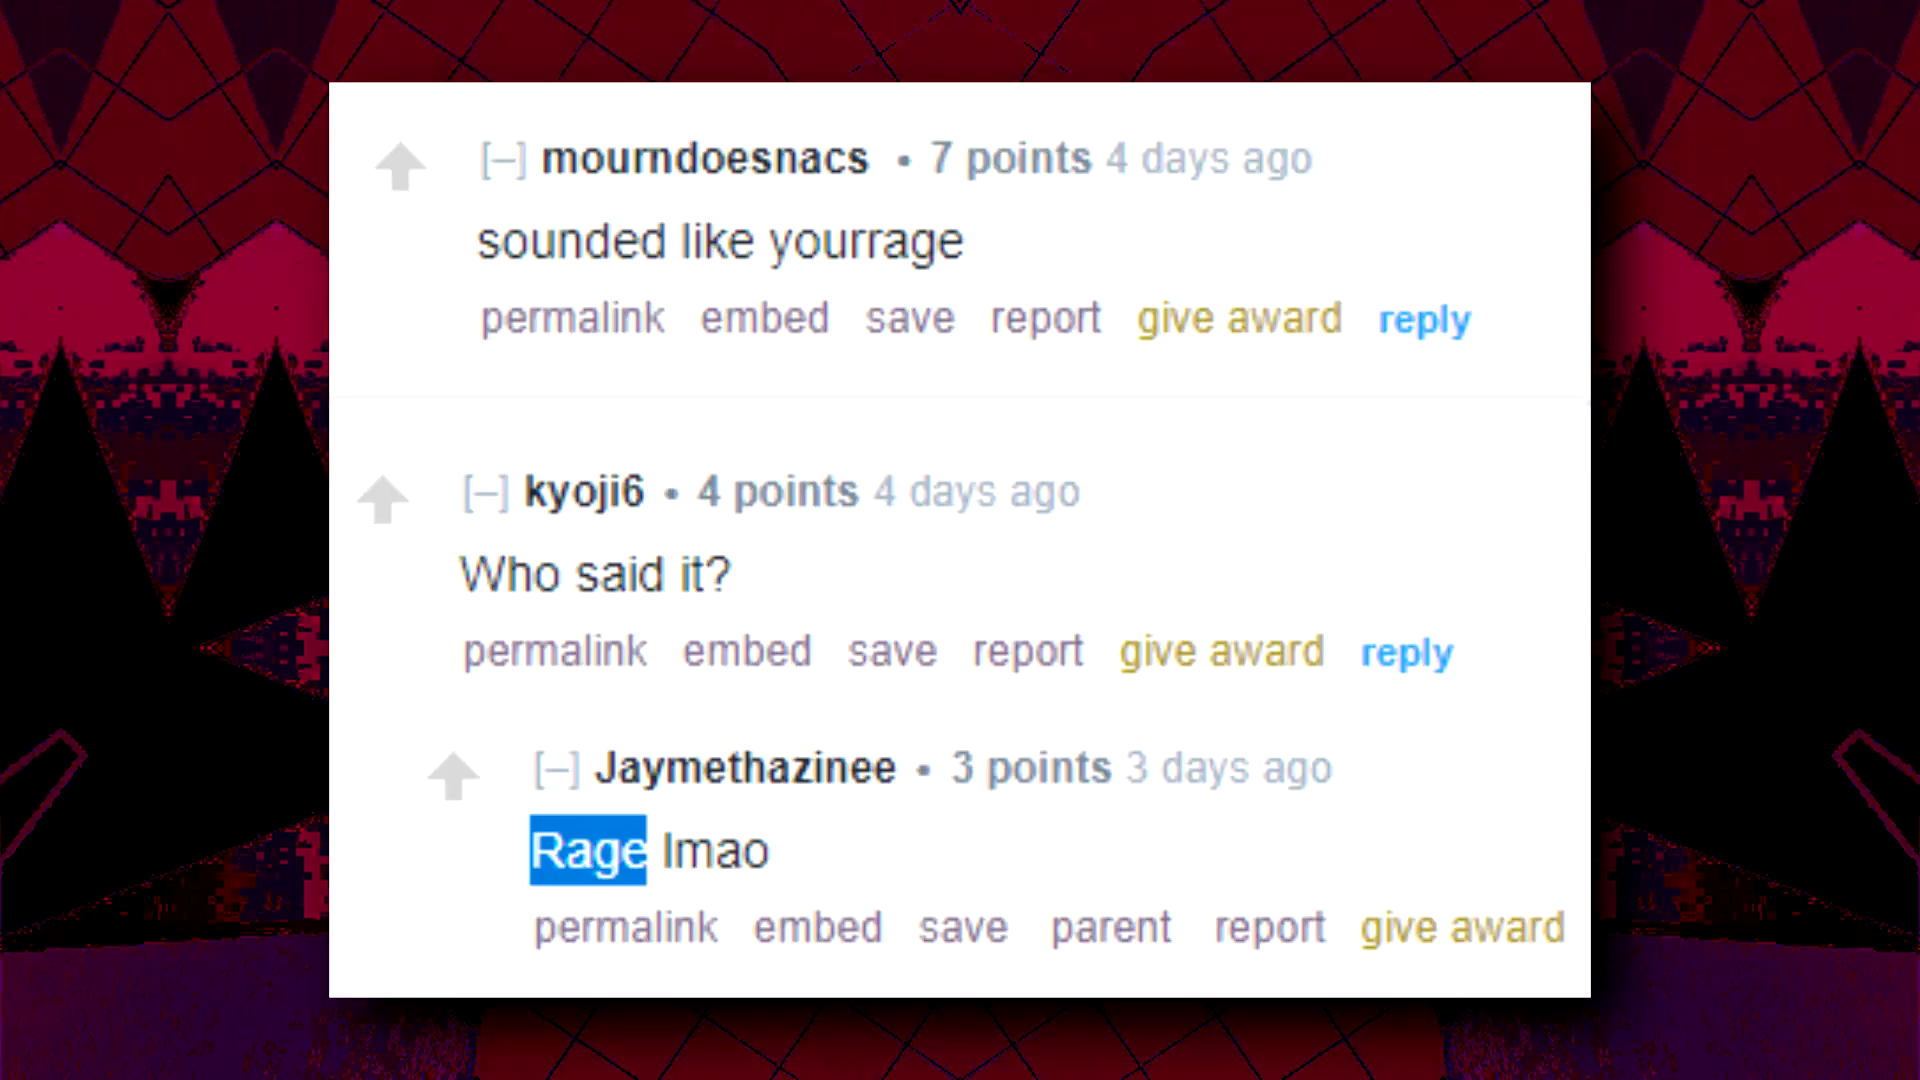 [–] mourndoesnacs • 7 points 4 days ago
sounded like yourrage
permalink embed save report give award reply
[–] kyoji6 • 4 points 4 days ago
Who said it?
permalink embed save report give award reply
[–] Jaymethazinee • 3 points 3 days ago
Rage lmao
permalink embed save parent report give award